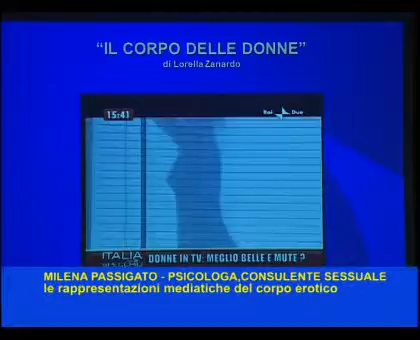 “IL CORPO DELLE DONNE”
di Lorella Zanardo
15:41
Rai Due
DONNE IN TV: MEGLIO BELLE E MUTE ?
ITALIA
MILENA PASSIGATO - PSICOLOGA,CONSULENTE SESSUALE
le rappresentazioni mediatiche del corpo erotico